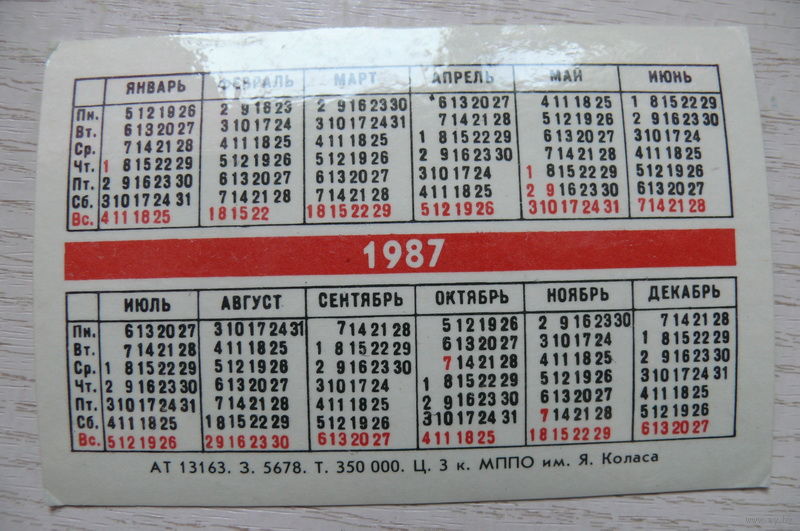 ЯНВАРЬ ФЕВРАЛЬ МАРТ АПРЕЛЬ МАЙ ИЮНЬ
Пн. 5 12 19 26 2 9 16 23 2 9 16 23 30 6 13 20 27 4 11 18 25 1 8 15 22 29
Вт. 6 13 20 27 3 10 17 24 3 10 17 24 31 7 14 21 28 5 12 19 26 2 9 16 23 30
Ср. 7 14 21 28 4 11 18 25 4 11 18 25 1 8 15 22 29 6 13 20 27 3 10 17 24
Чт. 1 8 15 22 29 5 12 19 26 5 12 19 26 2 9 16 23 30 7 14 21 28 4 11 18 25
Пт. 2 9 16 23 30 6 13 20 27 6 13 20 27 3 10 17 24 1 8 15 22 29 5 12 19 26
Сб. 3 10 17 24 31 7 14 21 28 7 14 21 28 4 11 18 25 2 9 16 23 30 6 13 20 27
Вс. 4 11 18 25 1 8 15 22 1 8 15 22 29 5 12 19 26 3 10 17 24 31 7 14 21 28
1987
ИЮЛЬ АВГУСТ СЕНТЯБРЬ ОКТЯБРЬ НОЯБРЬ ДЕКАБРЬ
Пн. 6 13 20 27 3 10 17 24 31 7 14 21 28 5 12 19 26 2 9 16 23 30 7 14 21 28
Вт. 7 14 21 28 4 11 18 25 1 8 15 22 29 6 13 20 27 3 10 17 24 1 8 15 22 29
Ср. 1 8 15 22 29 5 12 19 26 2 9 16 23 30 7 14 21 28 4 11 18 25 2 9 16 23 30
Чт. 2 9 16 23 30 6 13 20 27 3 10 17 24 1 8 15 22 29 5 12 19 26 3 10 17 24 31
Пт. 3 10 17 24 31 7 14 21 28 4 11 18 25 2 9 16 23 30 6 13 20 27 4 11 18 25
Сб. 4 11 18 25 1 8 15 22 29 5 12 19 26 3 10 17 24 31 7 14 21 28 5 12 19 26
Вс. 5 12 19 26 2 9 16 23 30 6 13 20 27 4 11 18 25 1 8 15 22 29 6 13 20 27
АТ 13163. З. 5678. Т. 350 000. Ц. 3 к. МППО им. Я. Коласа